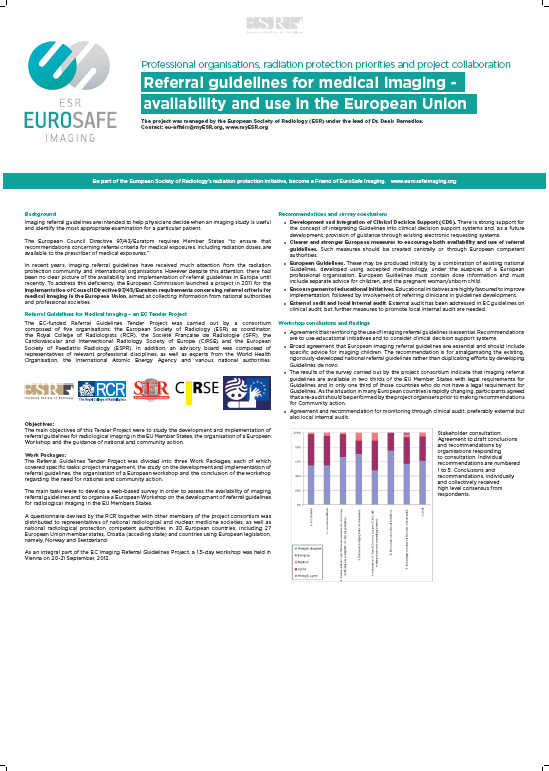 ESR
European Society of Radiology
ESR
EUROSAFE
IMAGING
Professional organisations, radiation protection priorities and project collaboration
Referral guidelines for medical imaging -
availability and use in the European Union
The project was managed by the European Society of Radiology (ESR) under the lead of Dr. Denis Remedios.
Contact: eu-affairs@myESR.org, www.myESR.org
Be part of the European Society of Radiology's radiation protection initiative, become a Friend of EuroSafe Imaging. www.eurosafeimaging.org
Background
Imaging referral guidelines are intended to help physicians decide when an imaging study is useful
and identify the most appropriate examination for a particular patient.
The European Council Directive 97/43/Euratom requires Member States "to ensure that
recommendations concerning referral criteria for medical exposures, including radiation doses, are
available to the prescriber of medical exposures."
In recent years, imaging referral guidelines have received much attention from the radiation
protection community and international organisations. However despite this attention, there had
been no clear picture of the availability and implementation of referral guidelines in Europe until
recently. To address this deficiency, the European Commission launched a project in 2011 for the
Implementation of Council Directive 97/43/Euratom requirements concerning referral criteria for
medical imaging in the European Union, aimed at collecting information from national authorities
and professional societies.
Referral Guidelines for Medical Imaging – an EC Tender Project
The EC-funded Referral Guidelines Tender Project was carried out by a consortium
composed of five organisations: the European Society of Radiology (ESR) as coordinator,
the Royal College of Radiologists (RCR), the Société Française de Radiologie (SFR), the
Cardiovascular and Interventional Radiology Society of Europe (CIRSE) and the European
Society of Paediatric Radiology (ESPR). In addition, an advisory board was composed of
representatives of relevant professional disciplines, as well as experts from the World Health
Organisation, the International Atomic Energy Agency and various national authorities.
ESR
RCR
The Royal College of Radiologists
SFR
CIRSE
Objectives:
The main objectives of this Tender Project were to study the development and implementation of
referral guidelines for radiological imaging in the EU Member States, the organisation of a European
Workshop and the guidance of national and community action.
Work Packages:
The Referral Guidelines Tender Project was divided into three Work Packages, each of which
covered specific tasks: project management, the study on the development and implementation of
referral guidelines, the organisation of a European workshop and the conclusion of the workshop
regarding the need for national and community action.
The main tasks were to develop a web-based survey in order to assess the availability of imaging
referral guidelines and to organise a European Workshop on the development of referral guidelines
for radiological imaging in the EU Members States.
A questionnaire devised by the RCR together with other members of the project consortium was
distributed to representatives of national radiological and nuclear medicine societies, as well as
national radiological protection competent authorities in 30 European countries, including 27
European Union member states, Croatia (acceding state) and countries using European legislation,
namely, Norway and Switzerland.
As an integral part of the EC Imaging Referral Guidelines Project, a 1.5-day workshop was held in
Vienna on 20-21 September, 2012.
Recommendations and survey conclusions
• Development and integration of Clinical Decision Support (CDS). There is strong support for
the concept of integrating Guidelines into clinical decision support systems and, as a future
development, provision of guidance through existing electronic requesting systems.
• Clearer and stronger European measures to encourage both availability and use of referral
guidelines. Such measures should be created centrally or through European competent
authorities.
• European Guidelines. These may be produced initially by a combination of existing national
Guidelines, developed using accepted methodology, under the auspices of a European
professional organisation. European Guidelines must contain dose information and must
include separate advice for children, and the pregnant woman/unborn child.
• Encouragement of educational initiatives. Educational initiatives are highly favoured to improve
implementation, followed by involvement of referring clinicians in guidelines development.
• External audit and local internal audit. External audit has been addressed in EC guidelines on
clinical audit, but further measures to promote local internal audit are needed.
Workshop conclusions and findings
• Agreement that reinforcing the use of imaging referral guidelines is essential. Recommendations
are to use educational initiatives and to consider clinical decision support systems.
• Broad agreement that European imaging referral guidelines are essential and should include
specific advice for imaging children. The recommendation is for amalgamating the existing,
rigorously-developed national referral guidelines rather than duplicating efforts by developing
Guidelines de novo.
• The results of the survey carried out by the project consortium indicate that imaging referral
guidelines are available in two thirds of the EU Member States with legal requirements for
Guidelines and in only one third of those countries who do not have a legal requirement for
Guidelines. As the situation in many European countries is rapidly changing, participants agreed
that a re-audit should be performed by the project organisers prior to making recommendations
for Community action.
• Agreement and recommendation for monitoring through clinical audit, preferably external but
also local internal audit.
Strongly disagree
Disagree
Neutral
Agree
Strongly agree
Stakeholder consultation:
Agreement to draft conclusions
and recommendations by
organisations responding
to consultation. Individual
recommendations are numbered
1 to 5. Conclusions and
recommendations, individually
and collectively received
high level consensus from
respondents.